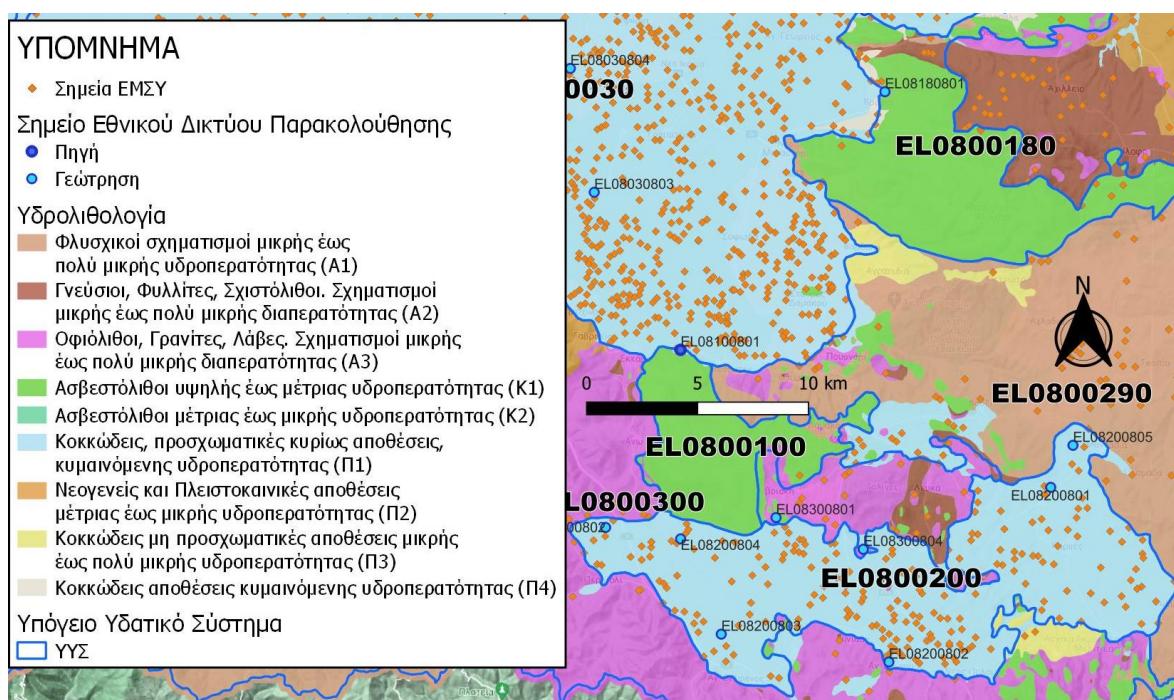 ΥΠΟΜΝΗΜΑ
Σημεία ΕΜΣΥ
Σημείο Εθνικού Δικτύου Παρακολούθησης
Πηγή
Γεώτρηση
Υδρολιθολογία
Φλυσχικοί σχηματισμοί μικρής έως
πολύ μικρής υδροπερατότητας (Α1)
Γνεύσιοι, Φυλλίτες, Σχιστόλιθοι. Σχηματισμοί
μικρής έως πολύ μικρής διαπερατότητας (Α2)
Οφιόλιθοι, Γρανίτες, Λάβες. Σχηματισμοί μικρής
έως πολύ μικρής διαπερατότητας (Α3)
Ασβεστόλιθοι υψηλής έως μέτριας υδροπερατότητας (Κ1)
Ασβεστόλιθοι μέτριας έως μικρής υδροπερατότητας (Κ2)
Κοκκώδεις, προσχωματικές κυρίως αποθέσεις,
κυμαινόμενης υδροπερατότητας (Π1)
Νεογενείς και Πλειστοκαινικές αποθέσεις
μέτριας έως μικρής υδροπερατότητας (Π2)
Κοκκώδεις μη προσχωματικές αποθέσεις μικρής
έως πολύ μικρής υδροπερατότητας (Π3)
Κοκκώδεις αποθέσεις κυμαινόμενης υδροπερατότητας (Π4)
Υπόγειο Υδατικό Σύστημα
ΥΥΣ
EL08030804
0030
EL08180801
EL0800180
EL08030803
N
EL08100801
0 5 10 km
EL0800290
EL0800100
EL08200805
EL08200801
L0800300
EL08300801
00802
EL08200804
EL08300804
EL0800200
EL08200803
EL08200802
Πλατεία